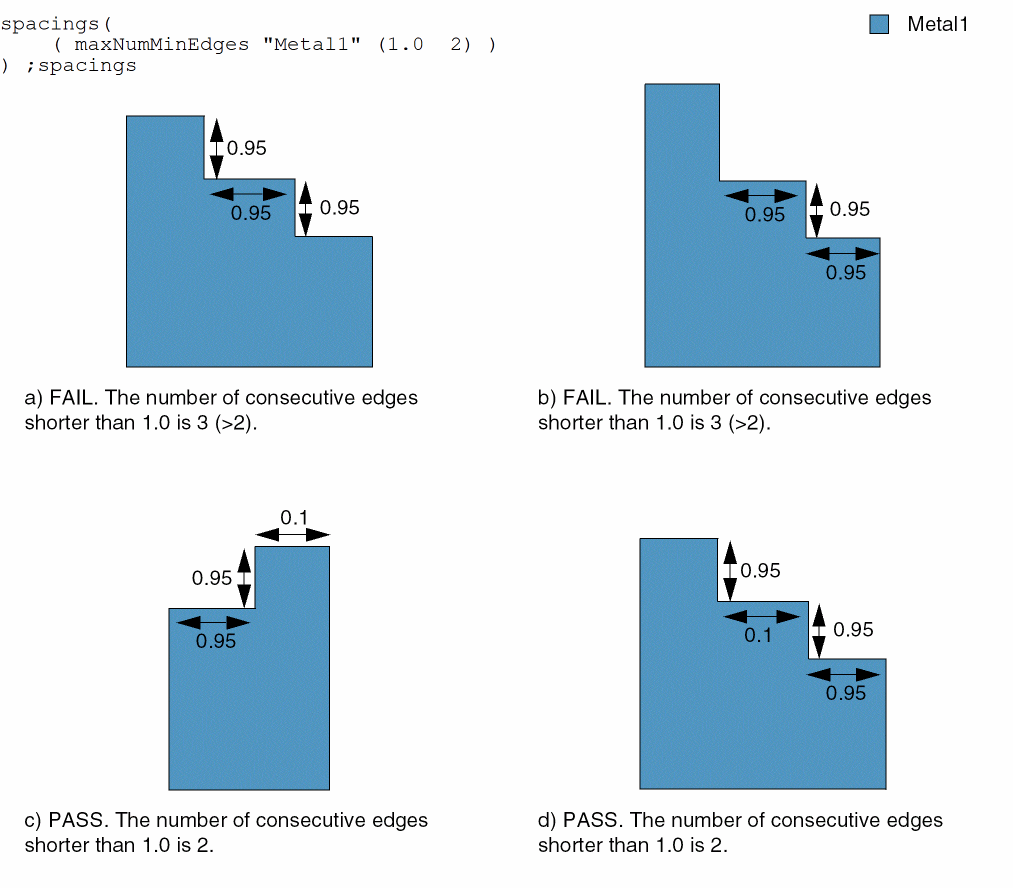 spacings(
( maxNumMinEdges "Metal1" (1.0 2) )
) ;spacings
Metal1
0.95
0.95
0.95
0.95
0.95
0.95
a) FAIL. The number of consecutive edges
shorter than 1.0 is 3 (>2).
b) FAIL. The number of consecutive edges
shorter than 1.0 is 3 (>2).
0.1
0.95
0.95
0.95
0.1
0.95
0.95
c) PASS. The number of consecutive edges
shorter than 1.0 is 2.
d) PASS. The number of consecutive edges
shorter than 1.0 is 2.